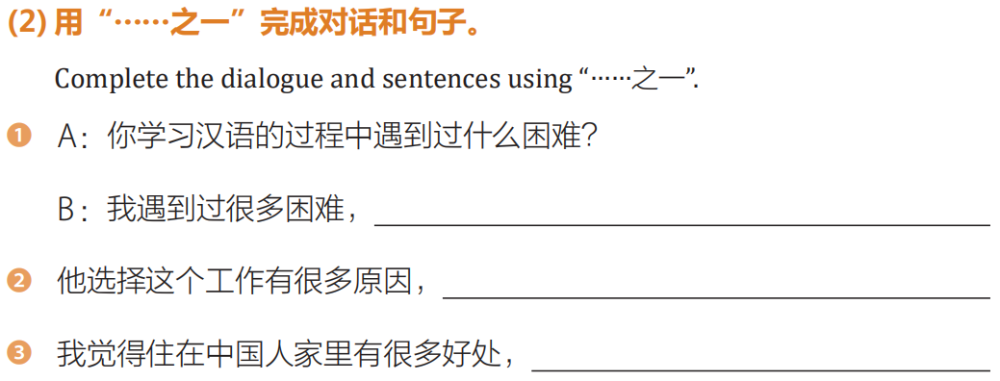 (2) 用“……之一”完成对话和句子。
Complete the dialogue and sentences using “……之一”.
1 A：你学习汉语的过程中遇到过什么困难？
B：我遇到过很多困难，
2 他选择这个工作有很多原因，
3 我觉得住在中国人家里有很多好处，